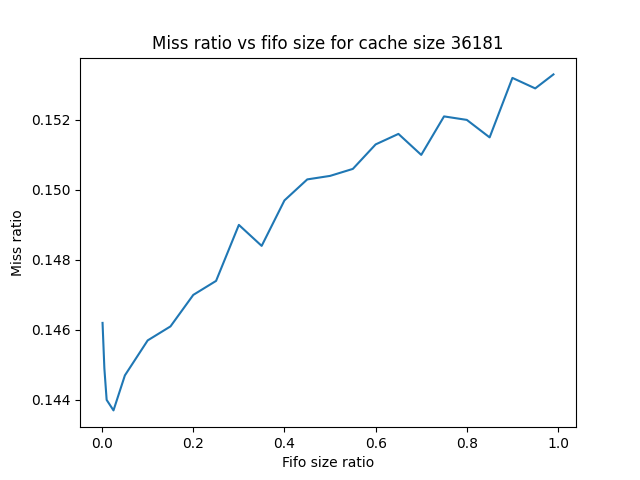 Miss ratio vs fifo size for cache size 36181
0.152
0.150
0.148
0.146
0.144
Miss ratio
0.0 0.2 0.4 0.6 0.8 1.0
Fifo size ratio